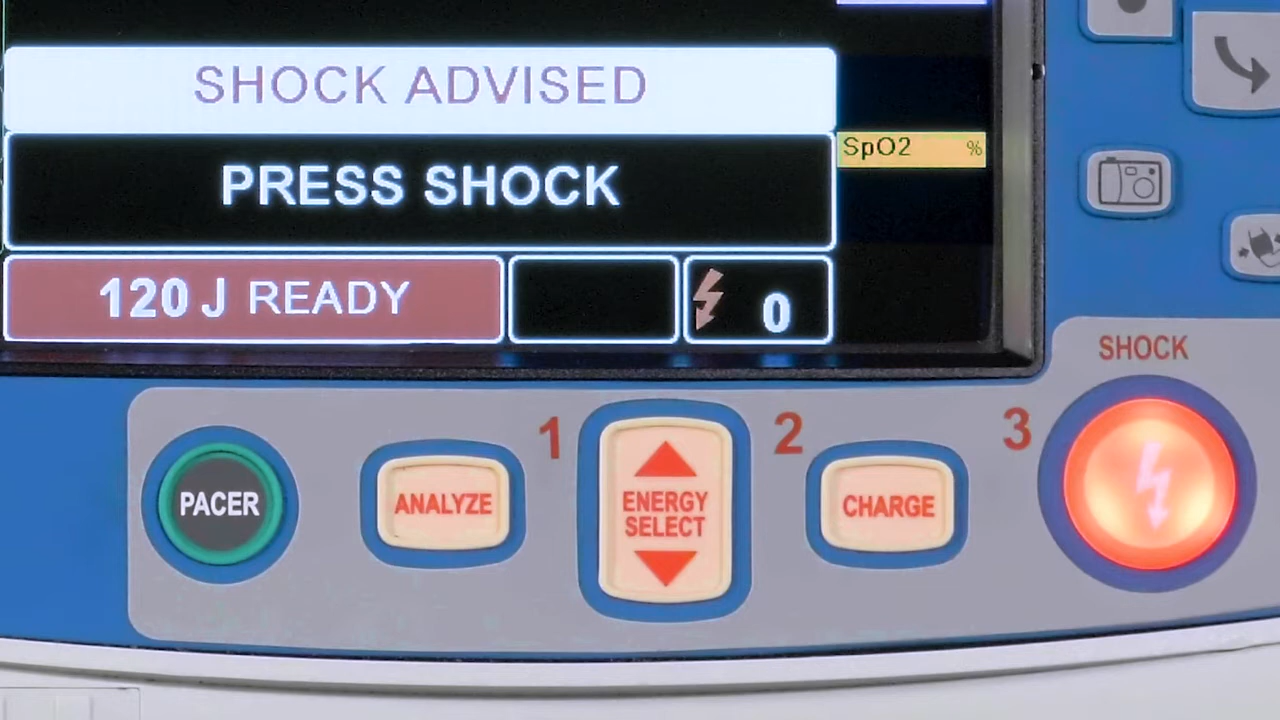 SHOCK ADVISED
SpO2 %
PRESS SHOCK
120 J READY
0
SHOCK
1 2 3
PACER
ANALYZE
ENERGY
SELECT
CHARGE